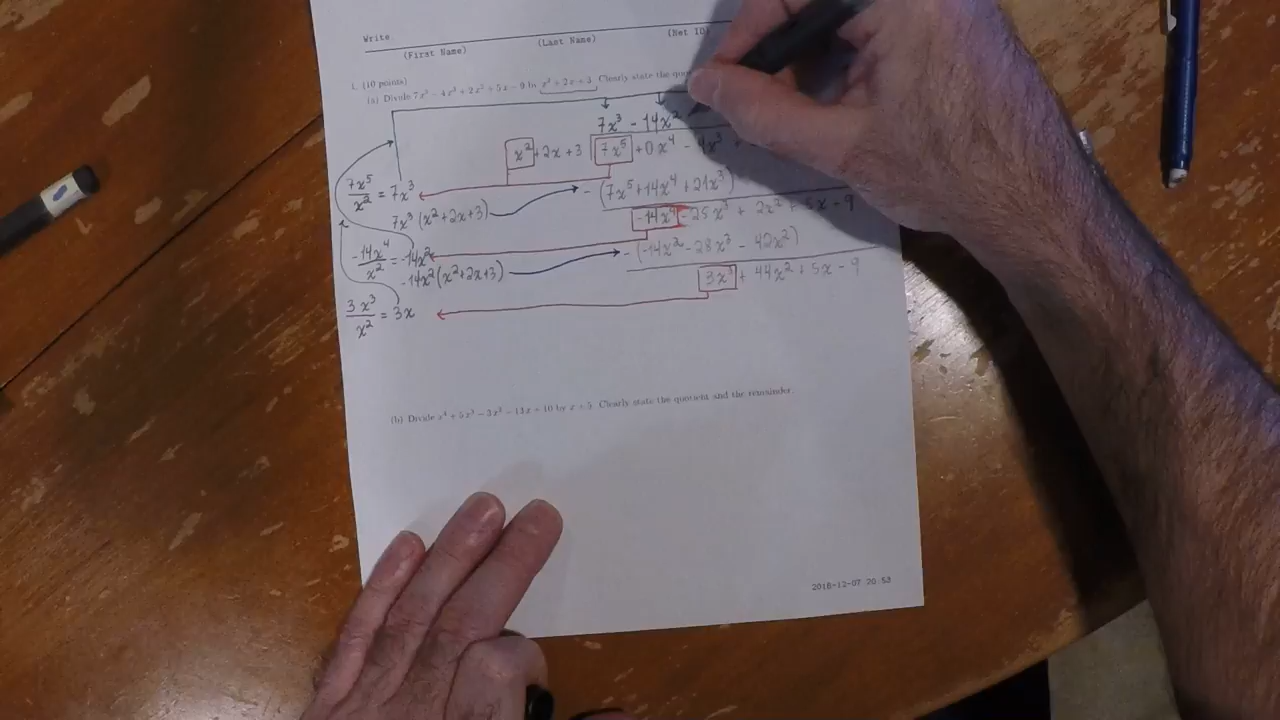 Write
(First Name) (Last Name) (Net ID)
1. (10 points)
(a) Divide 7x⁵ − 4x³ + 2x² + 5x − 9 by x² + 2x + 3. Clearly state the
7x³ - 14x²
x² + 2x + 3 7x⁵ + 0x⁴ - 4x³ +
7x⁵/x² = 7x³ - (7x⁵ + 14x⁴ + 21x³)
7x³(x² + 2x + 3) -14x⁴ - 25x³ + 2x² + 5x - 9
-14x⁴/x² = -14x² - (-14x³ - 28x³ - 42x²)
-14x²(x² + 2x + 3) 3x³ + 44x² + 5x - 9
3x³/x² = 3x
(b) Divide x⁴ + 5x³ − 3x² − 13x + 10 by x + 5. Clearly state the quotient and the remainder.
2018-12-07 20:53